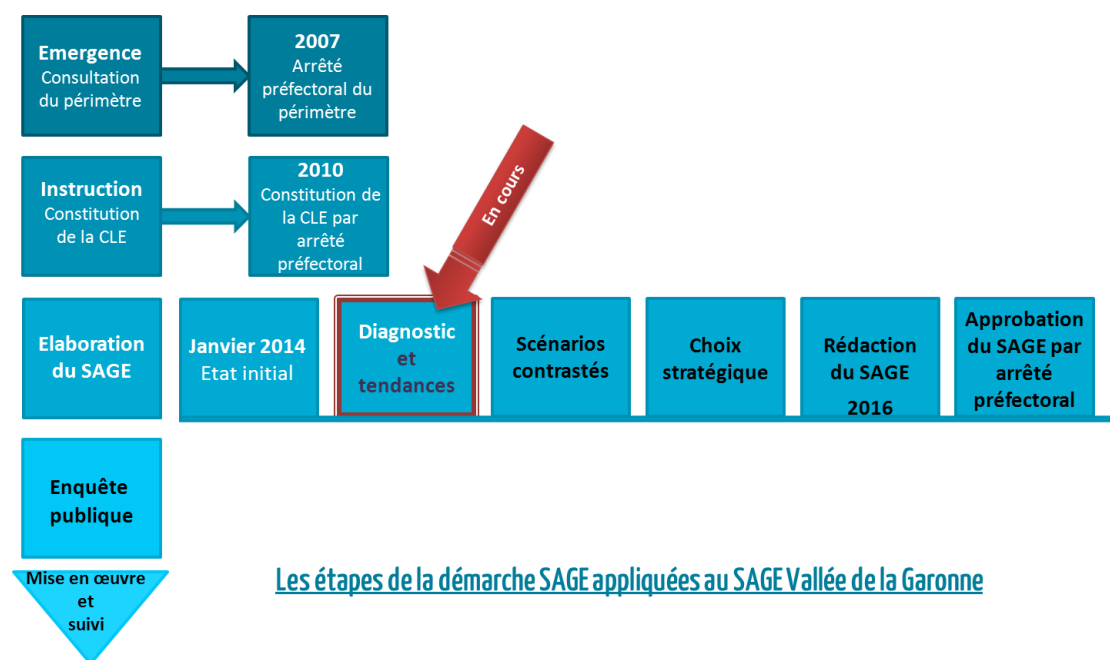 Emergence
Consultation
du périmètre
2007
Arrêté
préfectoral du
périmètre
En cours
Instruction
Constitution
de la CLE
2010
Constitution de
la CLE par
arrêté
préfectoral
Elaboration
du SAGE
Janvier 2014
Etat initial
Diagnostic
et
tendances
Scénarios
contrastés
Choix
stratégique
Rédaction
du SAGE
2016
Approbation
du SAGE par
arrêté
préfectoral
Enquête
publique
Mise en œuvre
et
suivi
Les étapes de la démarche SAGE appliquées au SAGE Vallée de la Garonne